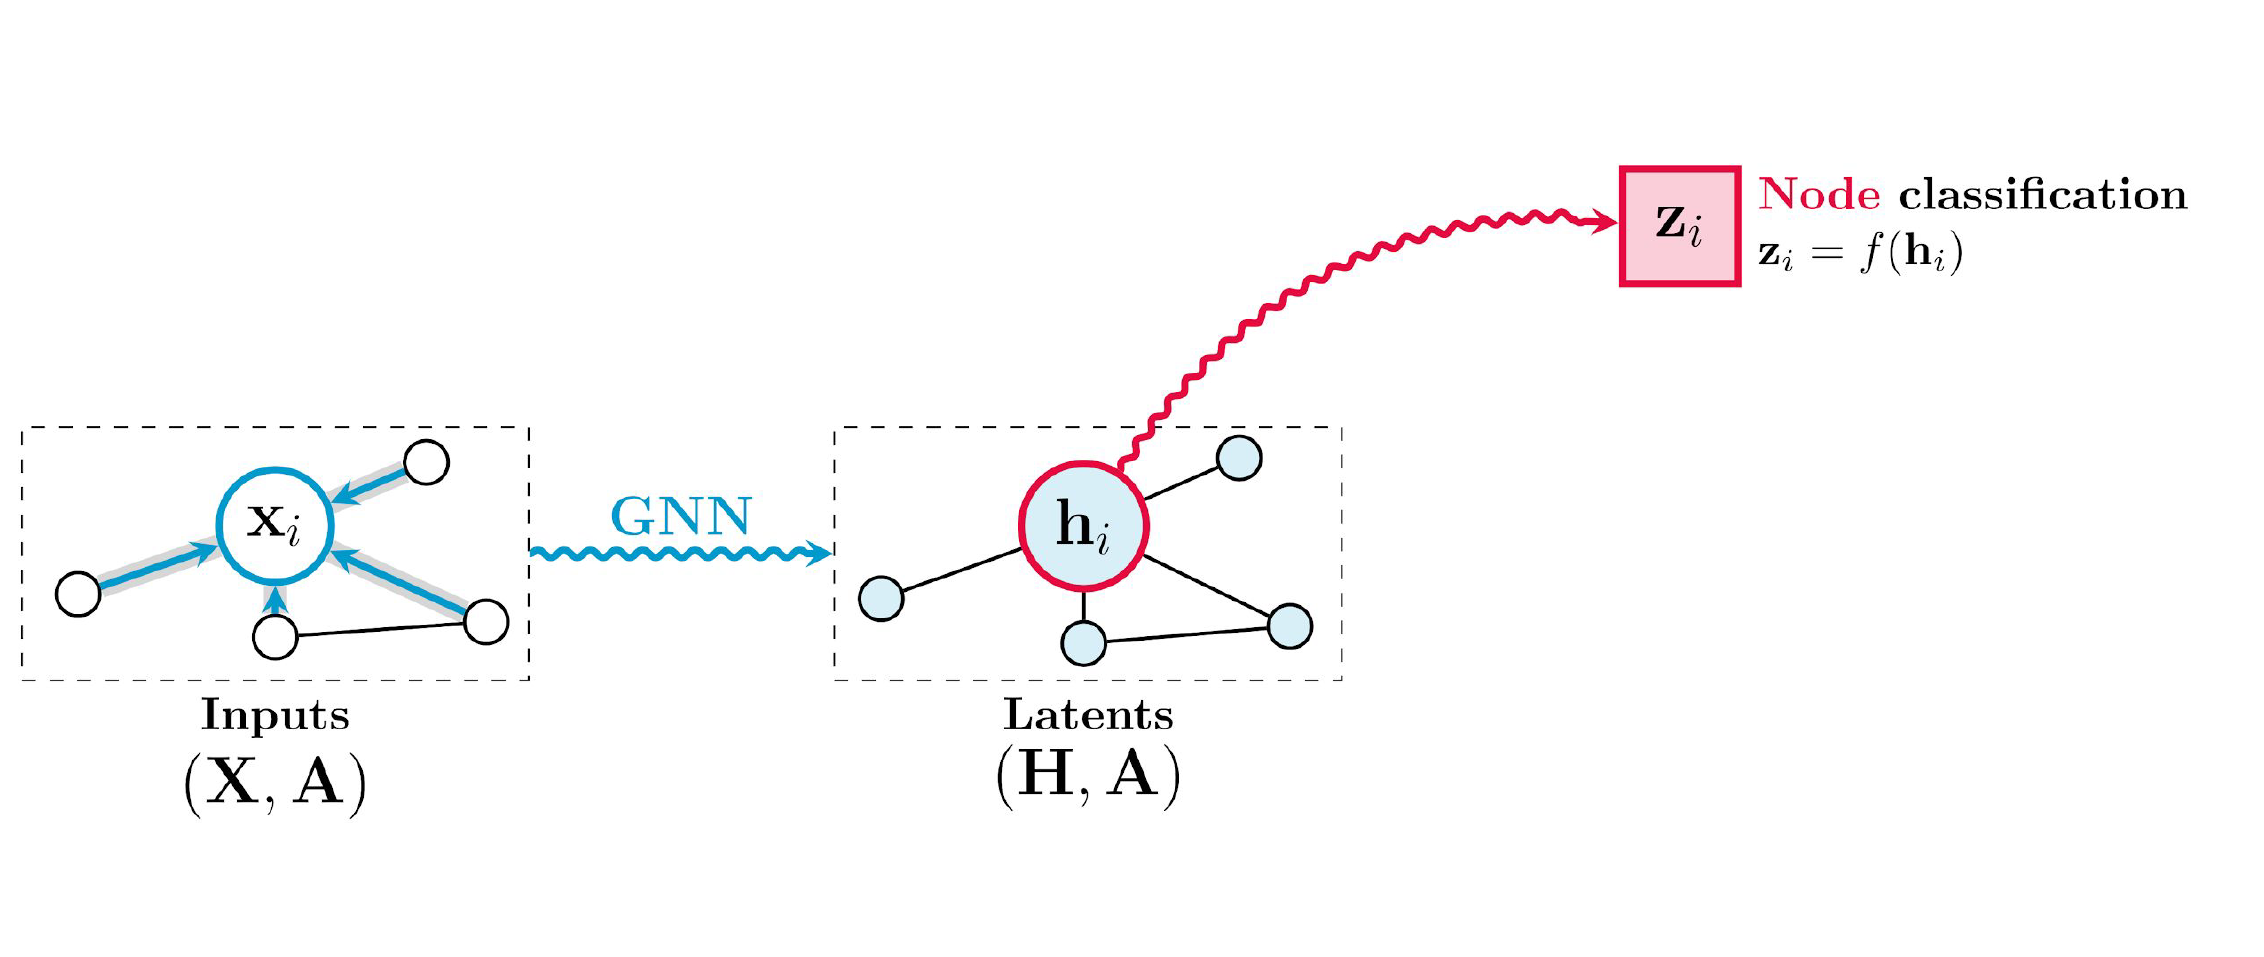 x_i
Inputs
(X, A)
GNN
h_i
Latents
(H, A)
z_i
Node classification
z_i = f(h_i)